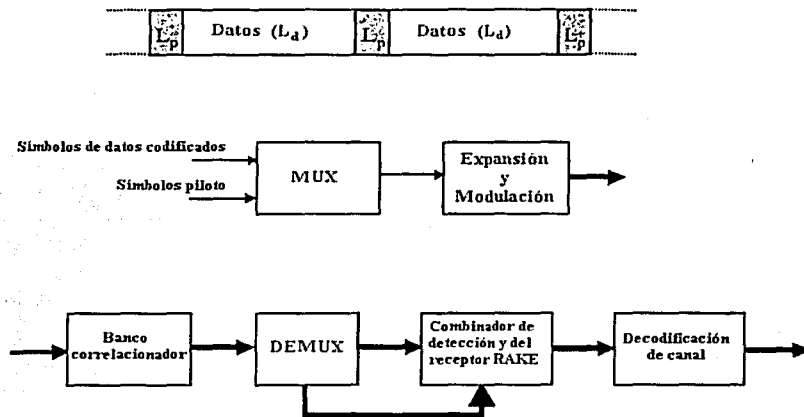 Lp Datos (Ld) Lp Datos (Ld) Lp
Símbolos de datos codificados
Símbolos piloto
MUX
Expansión
y
Modulación
Banco
correlacionador
DEMUX
Combinador de
detección y del
receptor RAKE
Decodificación
de canal